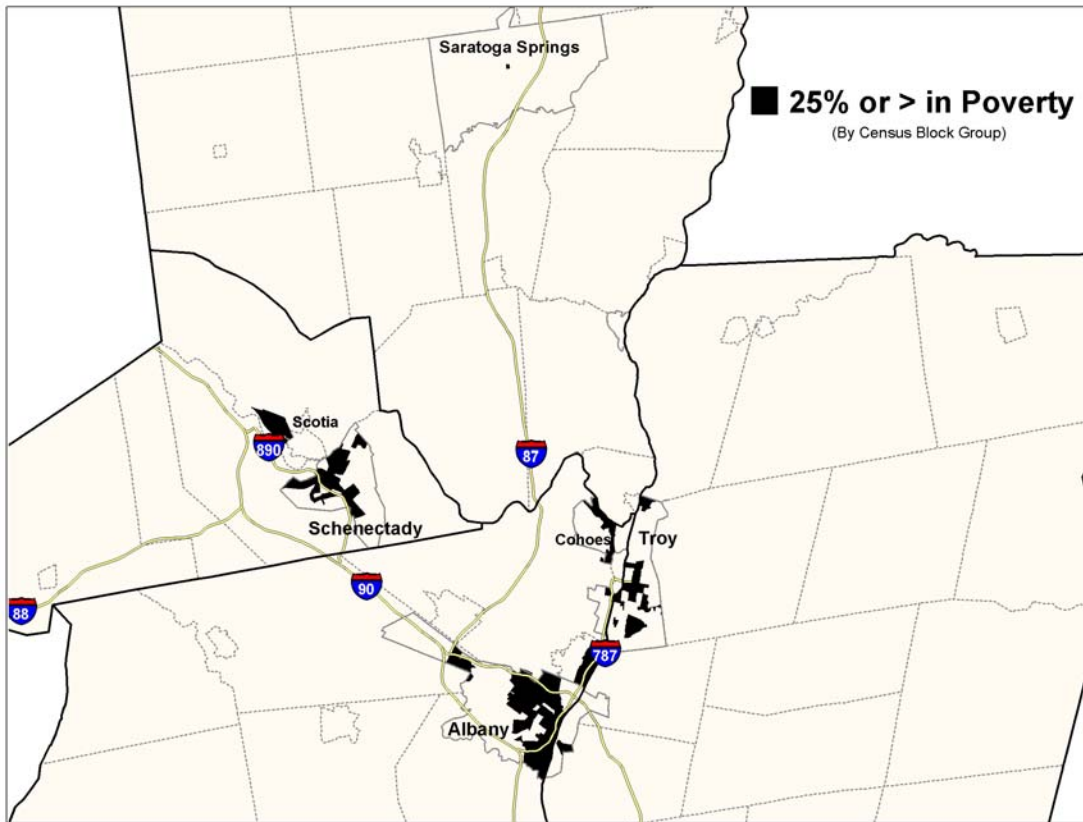 Saratoga Springs
25% or > in Poverty
(By Census Block Group)
Scotia
890
87
Schenectady
Cohoes
Troy
90
88
787
Albany